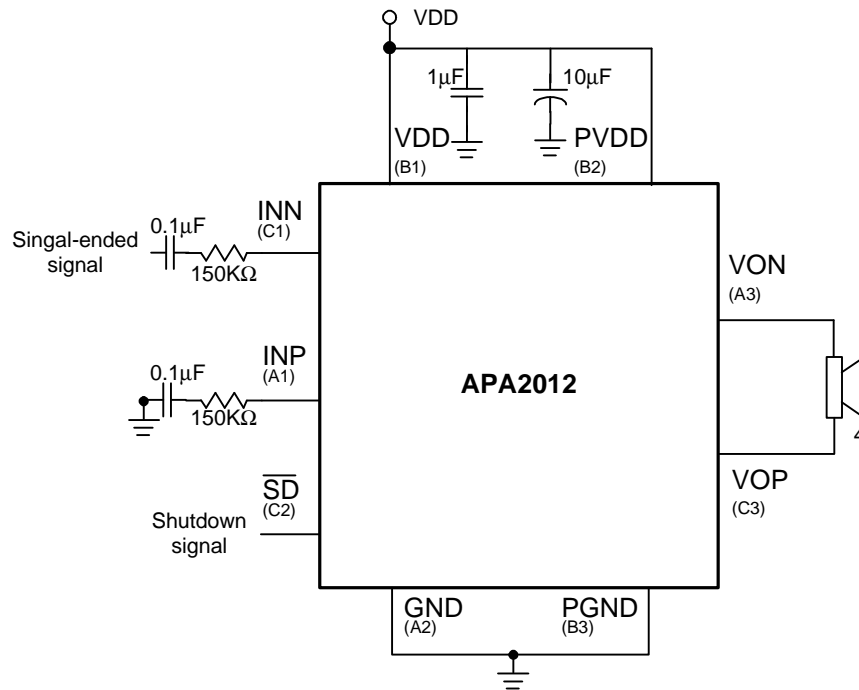 VDD
1μF
10μF
VDD
(B1)
PVDD
(B2)
INN
(C1)
0.1μF
Singal-ended
signal
150KΩ
VON
(A3)
INP
(A1)
0.1μF
150KΩ
APA2012
4
VOP
(C3)
SD
(C2)
Shutdown
signal
GND
(A2)
PGND
(B3)